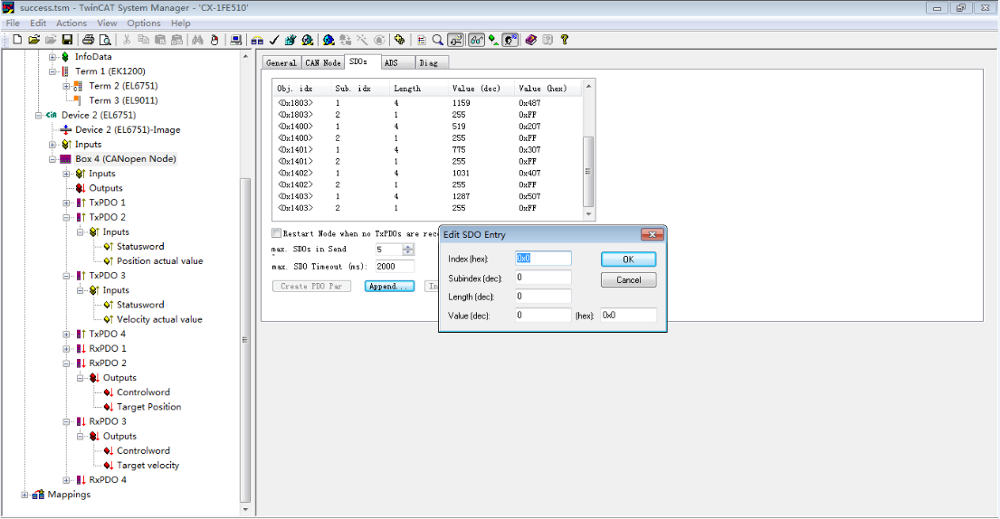 success.tsm - TwinCAT System Manager - 'CX-1FE510'
File Edit Actions View Options Help
InfoData
Term 1 (EK1200)
Term 2 (EL6751)
Term 3 (EL9011)
Device 2 (EL6751)
Device 2 (EL6751)-Image
Inputs
Box 4 (CANopen Node)
Inputs
Outputs
TxPDO 1
TxPDO 2
Inputs
Statusword
Position actual value
TxPDO 3
Inputs
Statusword
Velocity actual value
TxPDO 4
RxPDO 1
RxPDO 2
Outputs
Controlword
Target Position
RxPDO 3
Outputs
Controlword
Target velocity
RxPDO 4
Mappings
General CAN Node SDOs ADS Diag
Obj. idx Sub. idx Length Value (dec) Value (hex)
<0x1803> 1 4 1159 0x487
<0x1803> 2 1 255 0xFF
<0x1400> 1 4 519 0x207
<0x1400> 2 1 255 0xFF
<0x1401> 1 4 775 0x307
<0x1401> 2 1 255 0xFF
<0x1402> 1 4 1031 0x407
<0x1402> 2 1 255 0xFF
<0x1403> 1 4 1287 0x507
<0x1403> 2 1 255 0xFF
Restart Node when no TxPDOs are rece
max. SDOs in Send 5
max. SDO Timeout (ms): 2000
Create PDO Par Append... In
Edit SDO Entry
Index (hex): 0x0 OK
Subindex (dec): 0 Cancel
Length (dec): 0
Value (dec): 0 (hex): 0x0